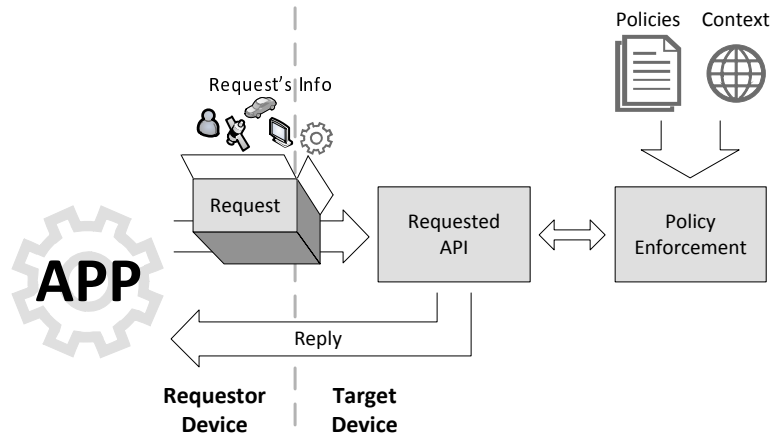 Policies
Context
Request's Info
Request
Requested
API
Policy
Enforcement
APP
Reply
Requestor
Device
Target
Device